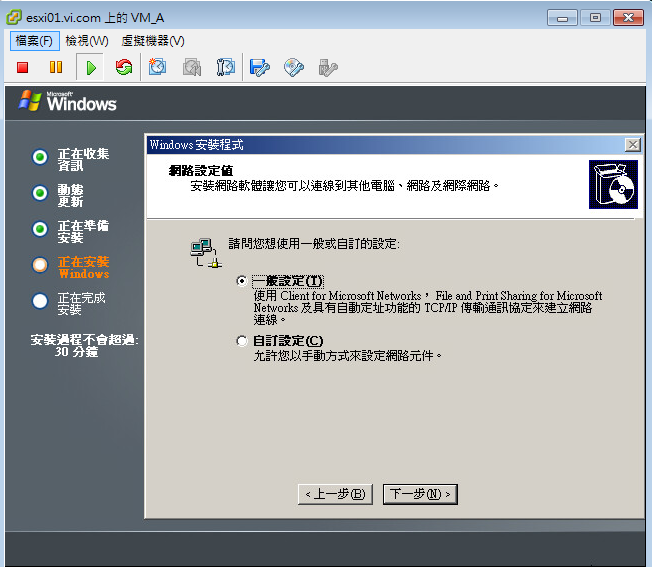 esxi01.vi.com 上的 VM_A
檔案(F) 檢視(W) 虛擬機器(V)
Microsoft
Windows
正在收集
資訊
動態
更新
正在準備
安裝
正在安裝
Windows
正在完成
安裝
安裝過程不會超過:
30 分鐘
Windows 安裝程式
網路設定值
安裝網路軟體讓您可以連線到其他電腦、網路及網際網路。
請問您想使用一般或自訂的設定:
一般設定(T)
使用 Client for Microsoft Networks， File and Print Sharing for Microsoft
Networks 及具有自動定址功能的 TCP/IP 傳輸通訊協定來建立網路
連線。
自訂設定(C)
允許您以手動方式來設定網路元件。
< 上一步(B) 下一步(N) >